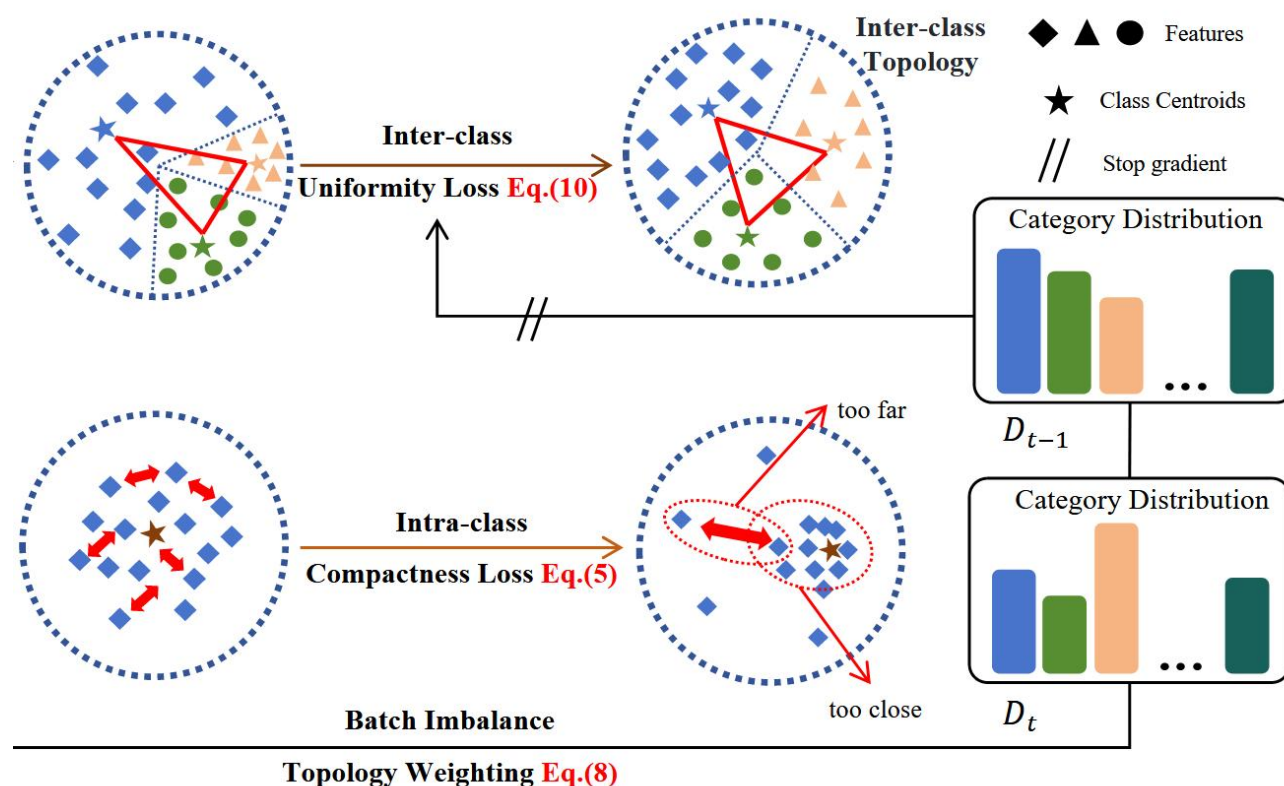 Inter-class
Topology
Features
Class Centroids
Stop gradient
Inter-class
Uniformity Loss Eq.(10)
Category Distribution
...
D_{t-1}
too far
Intra-class
Compactness Loss Eq.(5)
too close
Category Distribution
...
D_t
Batch Imbalance
Topology Weighting Eq.(8)